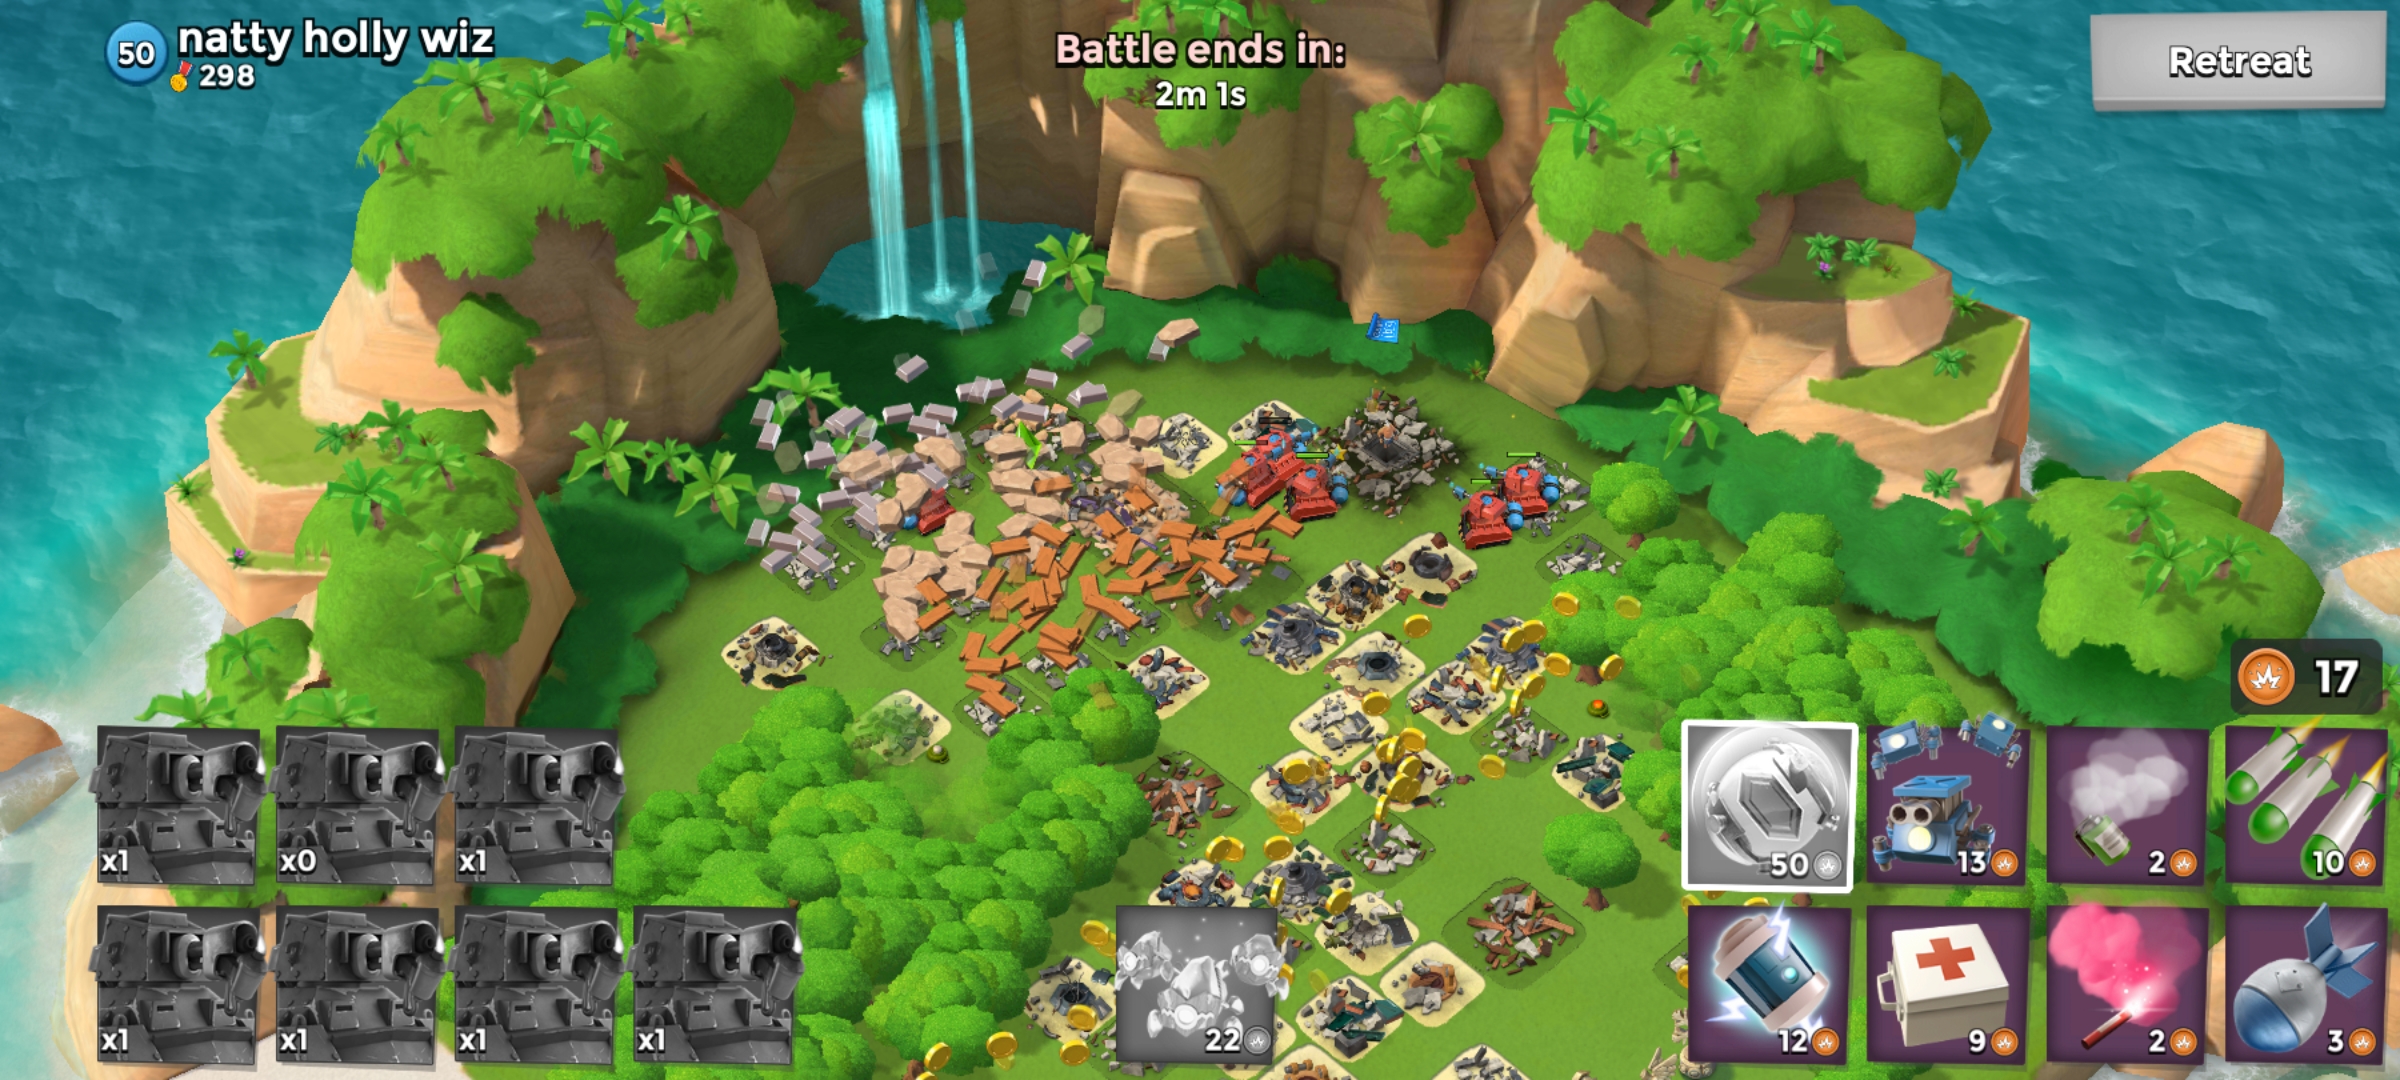 50 natty holly wiz
298
Battle ends in:
2m 1s
Retreat
17
x1 x0 x1
50 13 2 10
x1 x1 x1 x1
22
12 9 2 3